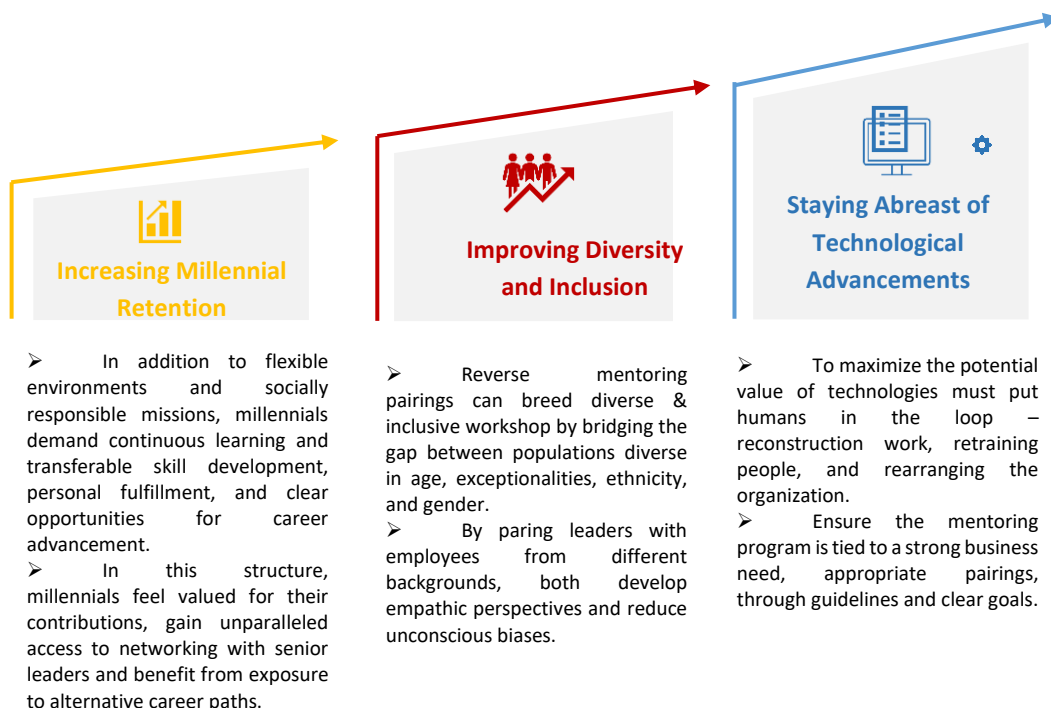 Increasing Millennial
Retention
➢ In addition to flexible
environments and socially
responsible missions, millennials
demand continuous learning and
transferable skill development,
personal fulfillment, and clear
opportunities for career
advancement.
➢ In this structure,
millennials feel valued for their
contributions, gain unparalleled
access to networking with senior
leaders and benefit from exposure
to alternative career paths.
Improving Diversity
and Inclusion
➢ Reverse mentoring
pairings can breed diverse &
inclusive workshop by bridging the
gap between populations diverse
in age, exceptionalities, ethnicity,
and gender.
➢ By paring leaders with
employees from different
backgrounds, both develop
empathic perspectives and reduce
unconscious biases.
Staying Abreast of
Technological
Advancements
➢ To maximize the potential
value of technologies must put
humans in the loop –
reconstruction work, retraining
people, and rearranging the
organization.
➢ Ensure the mentoring
program is tied to a strong business
need, appropriate pairings,
through guidelines and clear goals.